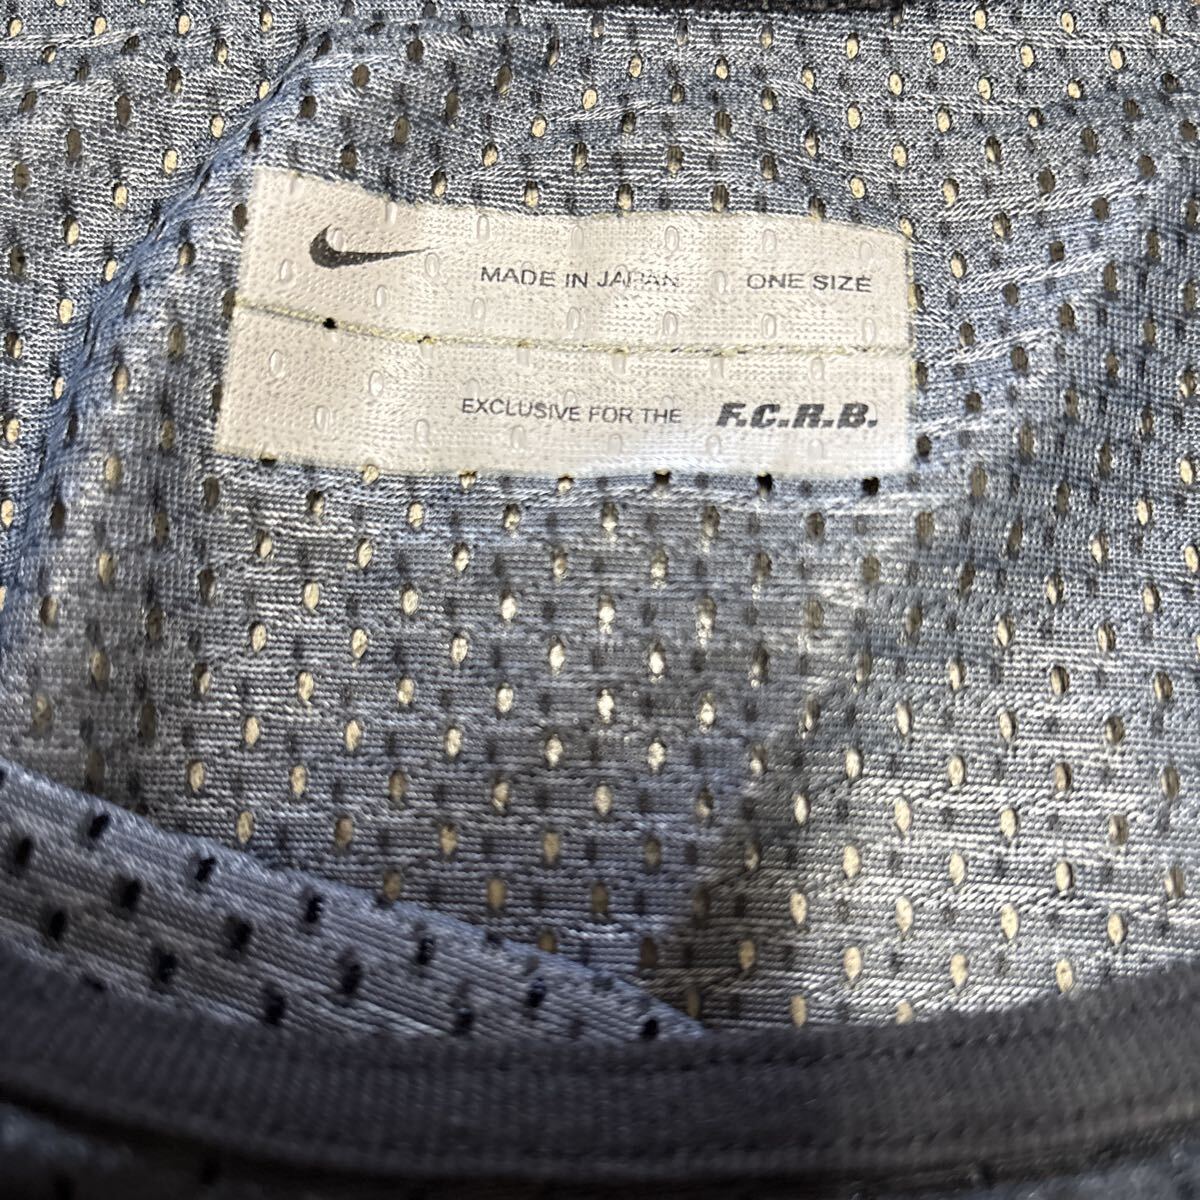 MADE IN JAPAN ONE SIZE
EXCLUSIVE FOR THE F.C.R.B.